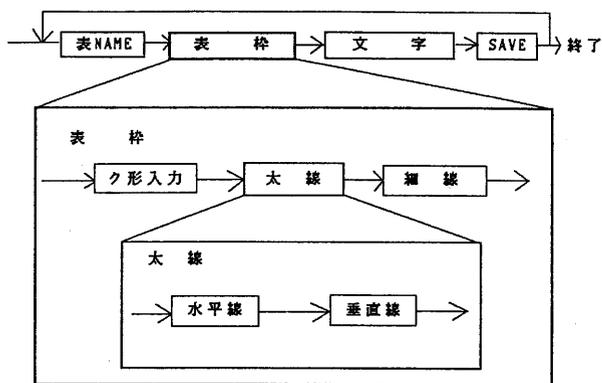 表NAME 表 枠 文 字 SAVE 終了
表 枠
ク形入力 太 線 細 線
太 線
水平線 垂直線